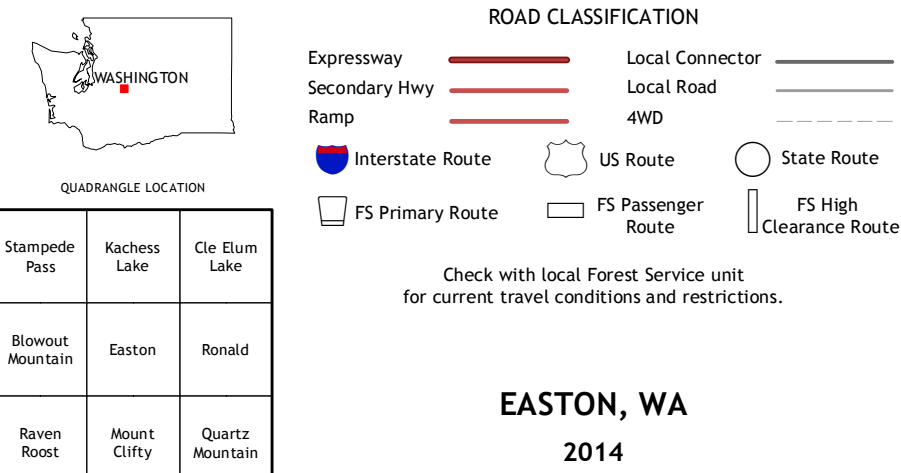 WASHINGTON
QUADRANGLE LOCATION
Stampede
Pass
Kachess
Lake
Cle Elum
Lake
Blowout
Mountain
Easton
Ronald
Raven
Roost
Mount
Clifty
Quartz
Mountain
ROAD CLASSIFICATION
Expressway
Secondary Hwy
Ramp
Local Connector
Local Road
4WD
Interstate Route
US Route
State Route
FS Primary Route
FS Passenger
Route
FS High
Clearance Route
Check with local Forest Service unit
for current travel conditions and restrictions.
EASTON, WA
2014